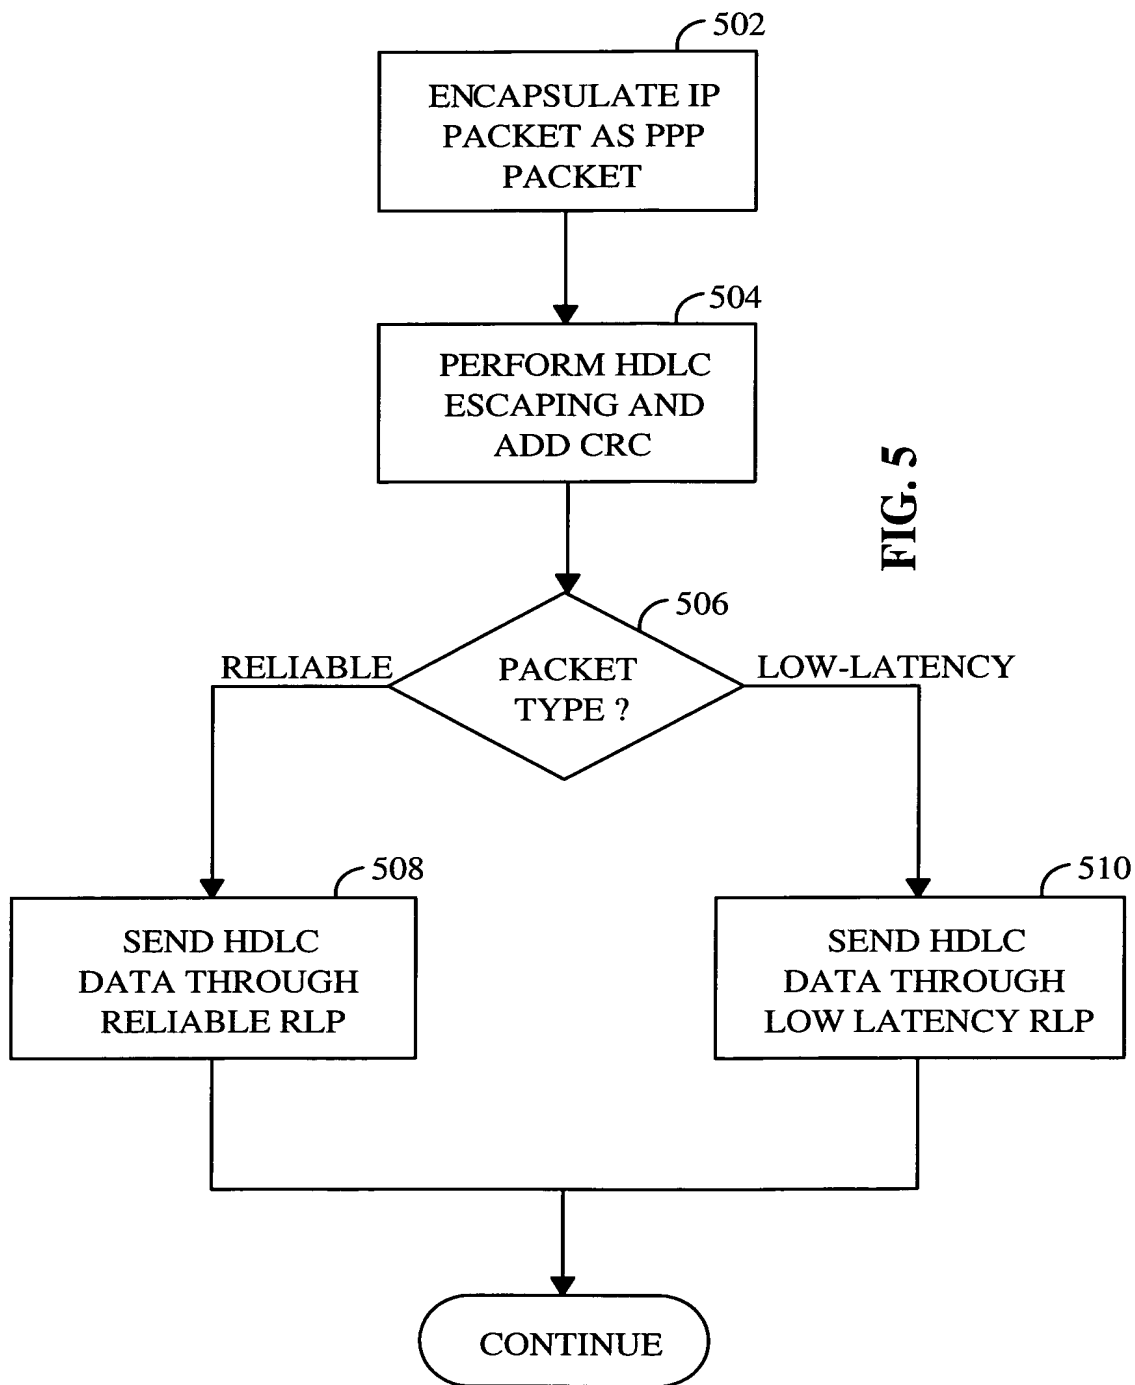 502
ENCAPSULATE IP
PACKET AS PPP
PACKET
504
PERFORM HDLC
ESCAPING AND
ADD CRC
FIG. 5
506
RELIABLE
PACKET
TYPE ?
LOW-LATENCY
508
SEND HDLC
DATA THROUGH
RELIABLE RLP
510
SEND HDLC
DATA THROUGH
LOW LATENCY RLP
CONTINUE